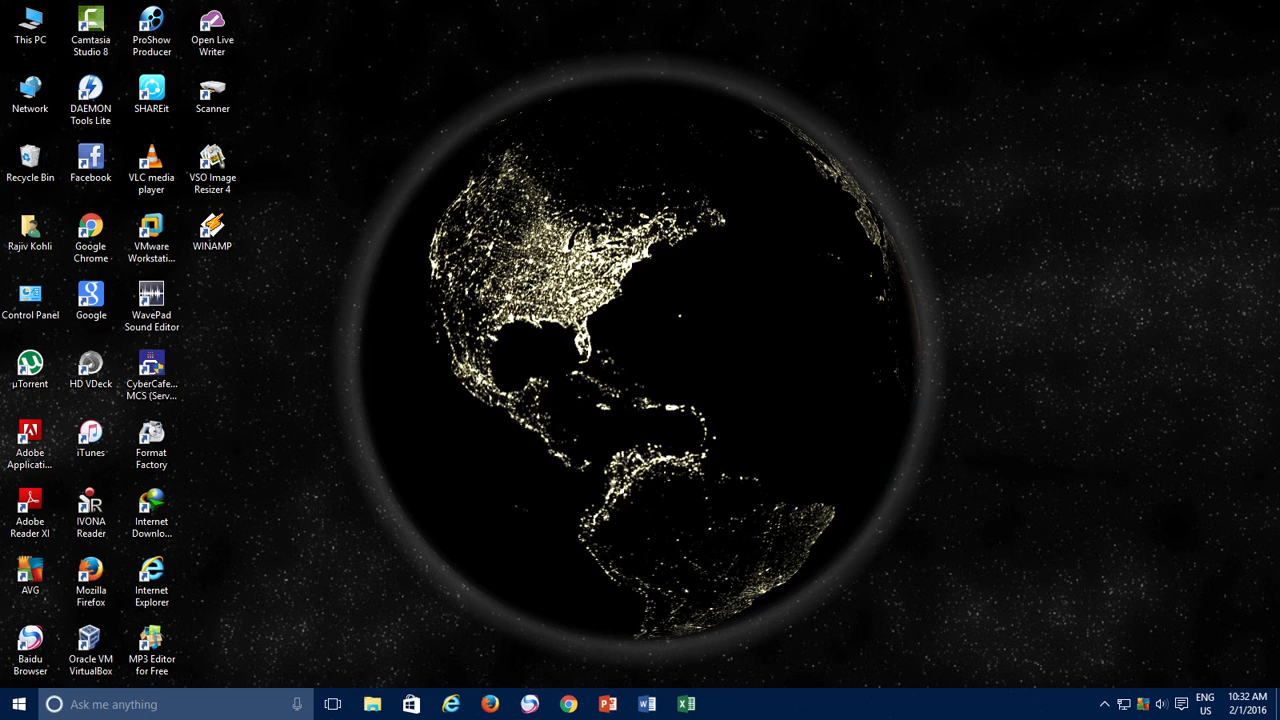 This PC
Camtasia
Studio 8
ProShow
Producer
Open Live
Writer
Network
DAEMON
Tools Lite
SHAREit
Scanner
Recycle Bin
Facebook
VLC media
player
VSO Image
Resizer 4
Rajiv Kohli
Google
Chrome
VMware
Workstati...
WINAMP
Control Panel
Google
WavePad
Sound Editor
µTorrent
HD VDeck
CyberCafe...
MCS (Serv...
Adobe
Applicati...
iTunes
Format
Factory
Adobe
Reader XI
IVONA
Reader
Internet
Downlo...
AVG
Mozilla
Firefox
Internet
Explorer
Baidu
Browser
Oracle VM
VirtualBox
MP3 Editor
for Free
Ask me anything
ENG
US
10:32 AM
2/1/2016